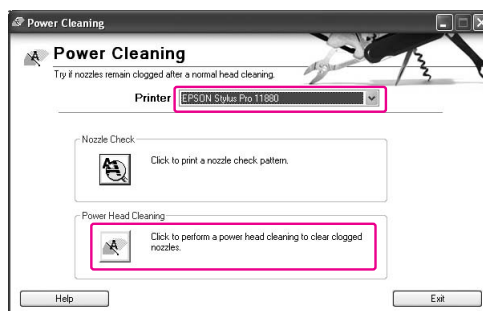 Power Cleaning
Power Cleaning
Try if nozzles remain clogged after a normal head cleaning.
Printer EPSON Stylus Pro 11880
Nozzle Check
Click to print a nozzle check pattern.
Power Head Cleaning
Click to perform a power head cleaning to clear clogged
nozzles.
Help Exit